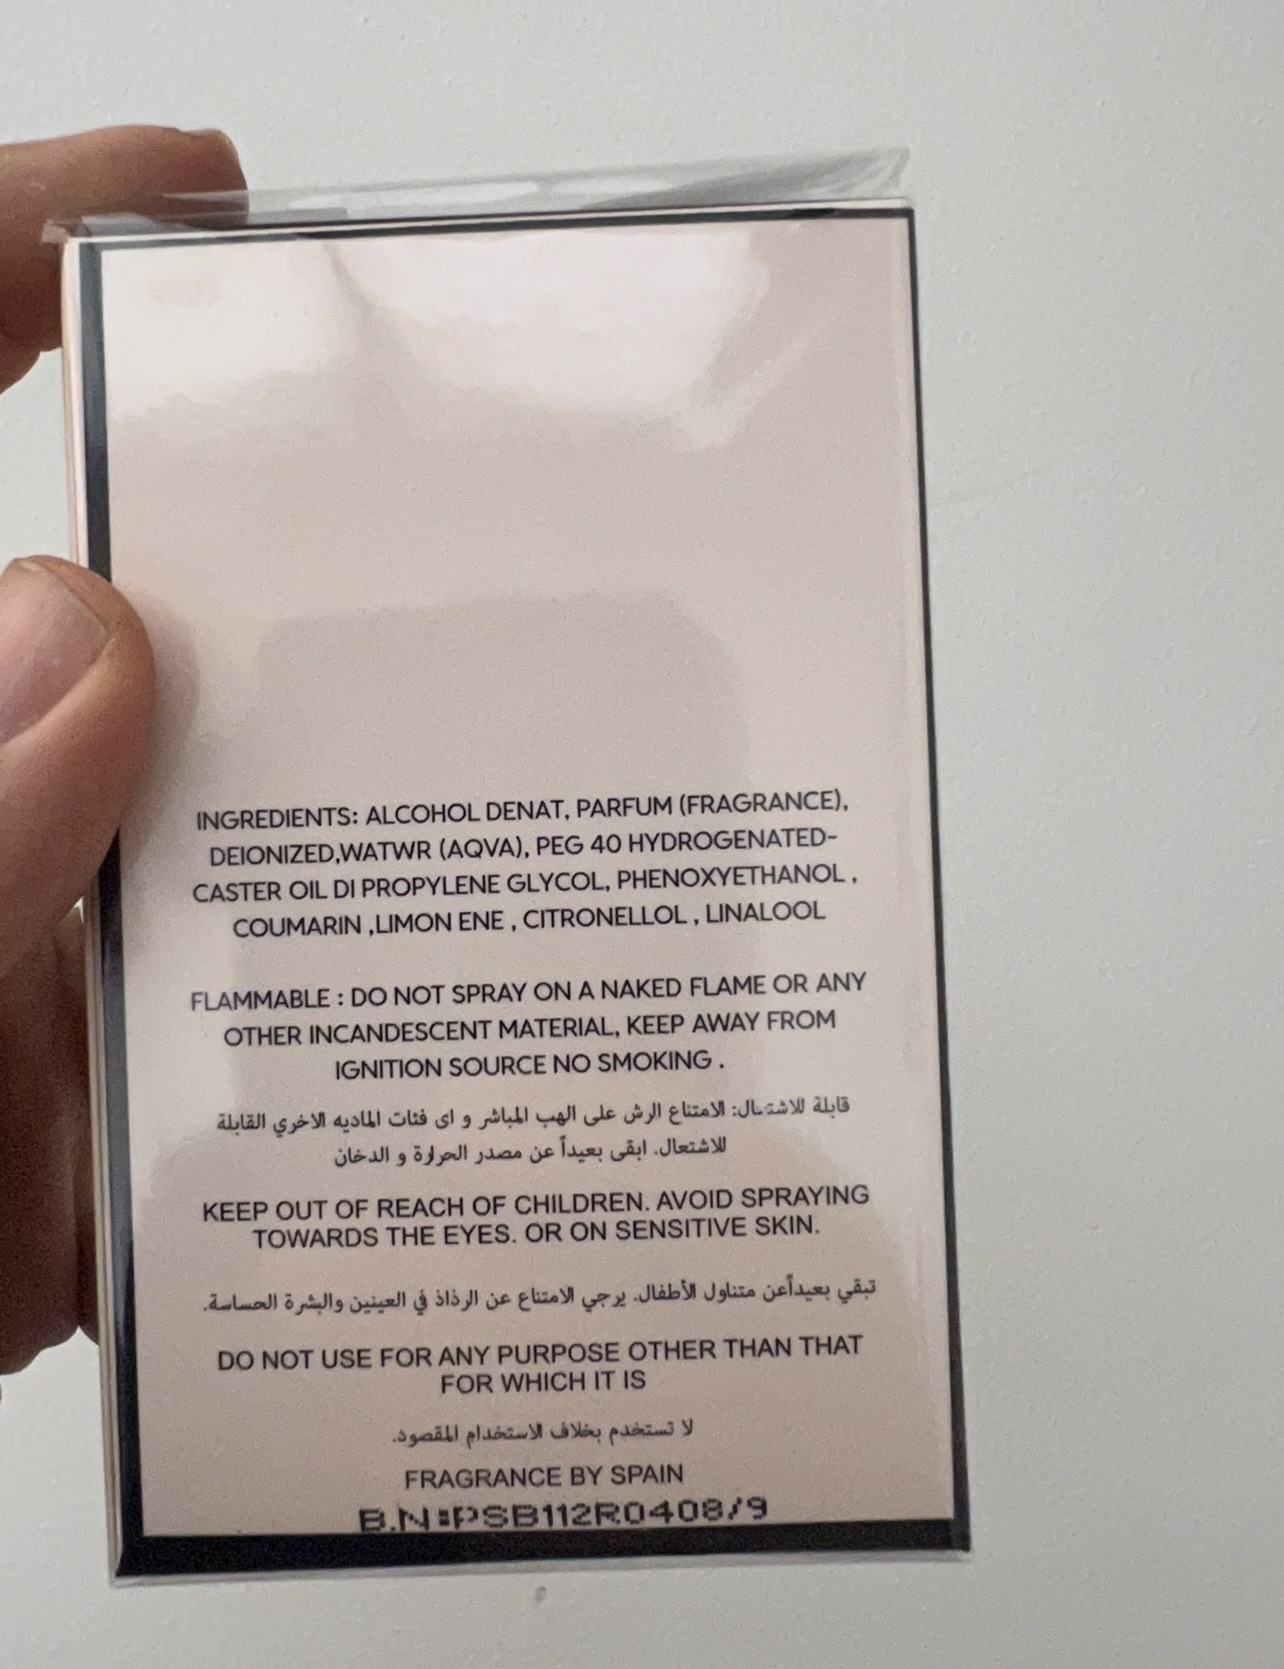 INGREDIENTS: ALCOHOL DENAT, PARFUM (FRAGRANCE),
DEIONIZED,WATWR (AQVA), PEG 40 HYDROGENATED-
CASTER OIL DI PROPYLENE GLYCOL, PHENOXYETHANOL ,
COUMARIN ,LIMON ENE , CITRONELLOL , LINALOOL
FLAMMABLE : DO NOT SPRAY ON A NAKED FLAME OR ANY
OTHER INCANDESCENT MATERIAL, KEEP AWAY FROM
IGNITION SOURCE NO SMOKING .
قابلة للاشتعال: الامتناع الرش على الهب المباشر و اى فئات الماديه الاخري القابلة
للاشتعال. ابقى بعيداً عن مصدر الحرارة و الدخان
KEEP OUT OF REACH OF CHILDREN. AVOID SPRAYING
TOWARDS THE EYES. OR ON SENSITIVE SKIN.
تبقي بعيداًعن متناول الأطفال. يرجي الامتناع عن الرذاذ في العينين والبشرة الحساسة.
DO NOT USE FOR ANY PURPOSE OTHER THAN THAT
FOR WHICH IT IS
لا تستخدم بخلاف الاستخدام المقصود.
FRAGRANCE BY SPAIN
B.N:PSB112R0408/9